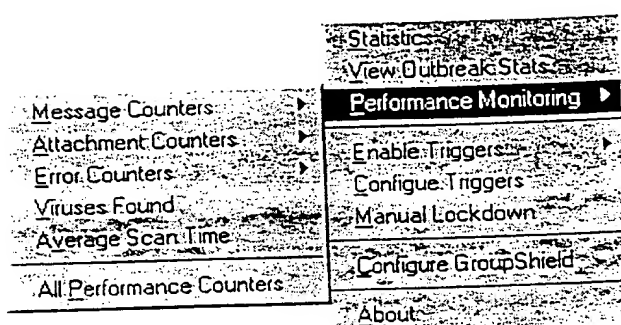 Statistics
View Outbreak Stats
Performance Monitoring
Enable Triggers
Configue Triggers
Manual Lockdown
Configure GroupShield
About
Message Counters
Attachment Counters
Error Counters
Viruses Found
Average Scan Time
All Performance Counters